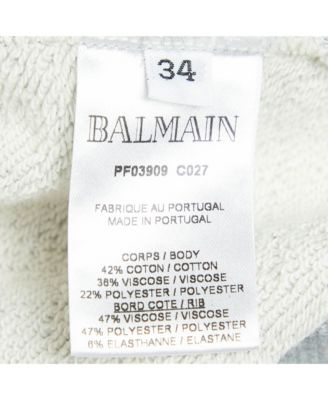 34
BALMAIN
PF03909 C027
FABRIQUE AU PORTUGAL
MADE IN PORTUGAL
CORPS / BODY
42% COTON / COTTON
36% VISCOSE / VISCOSE
22% POLYESTER / POLYESTER
BORD COTE / RIB
47% VISCOSE / VISCOSE
47% POLYESTER / POLYESTER
6% ELASTHANNE / ELASTANE